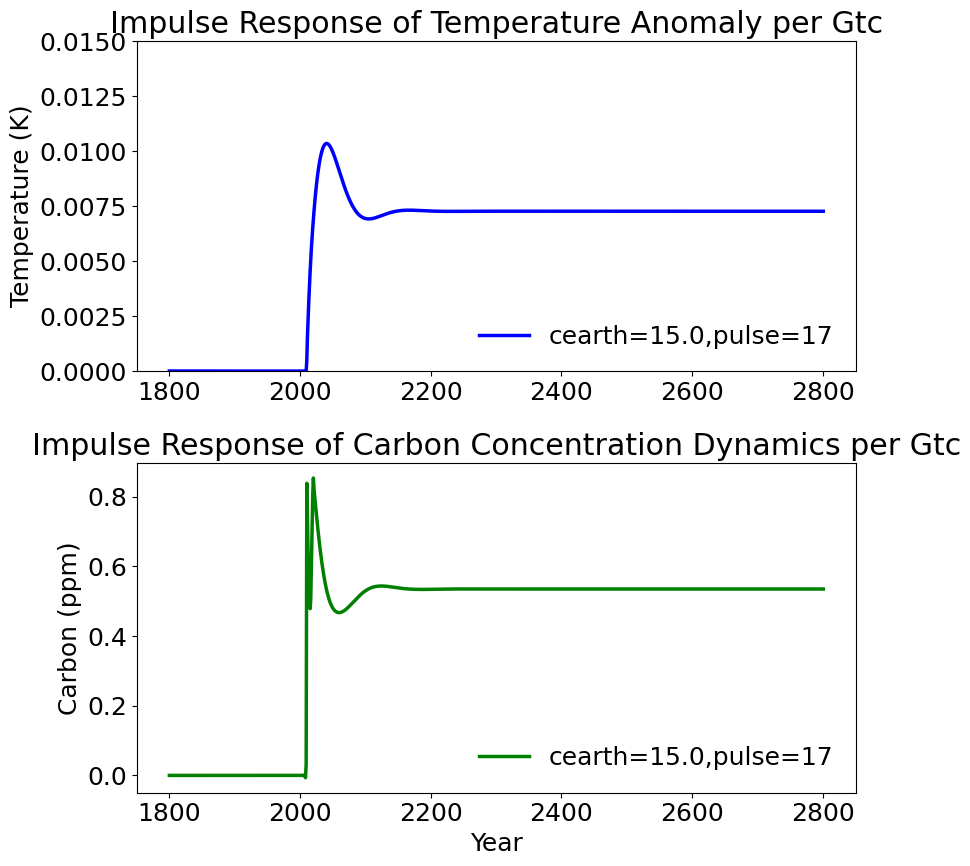 Impulse Response of Temperature Anomaly per Gtc
0.0150
0.0125
0.0100
0.0075
0.0050
0.0025
0.0000
Temperature (K)
cearth=15.0,pulse=17
1800 2000 2200 2400 2600 2800
Impulse Response of Carbon Concentration Dynamics per Gtc
0.8
0.6
0.4
0.2
0.0
Carbon (ppm)
cearth=15.0,pulse=17
1800 2000 2200 2400 2600 2800
Year